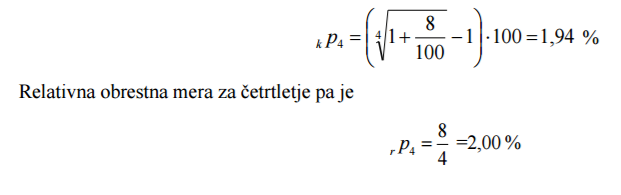 ₖp₄ = (⁴√(1 + 8/100) − 1) · 100 = 1,94 %
Relativna obrestna mera za četrtletje pa je
ᵣp₄ = 8/4 =2,00 %